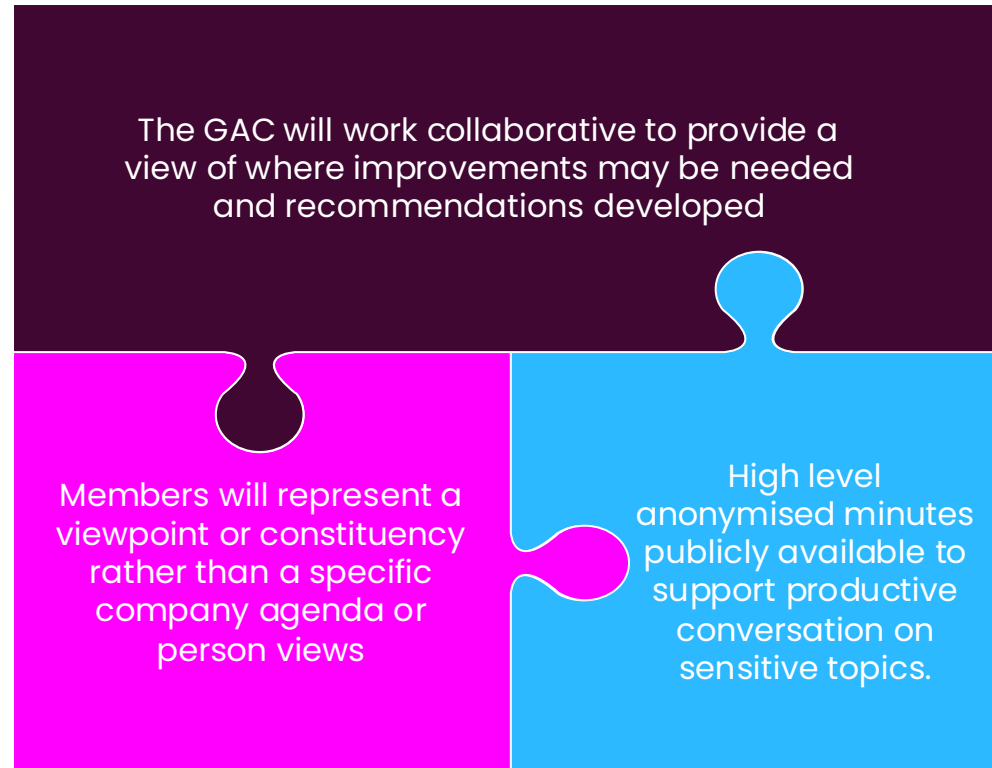 The GAC will work collaborative to provide a
view of where improvements may be needed
and recommendations developed
Members will represent a
viewpoint or constituency
rather than a specific
company agenda or
person views
High level
anonymised minutes
publicly available to
support productive
conversation on
sensitive topics.